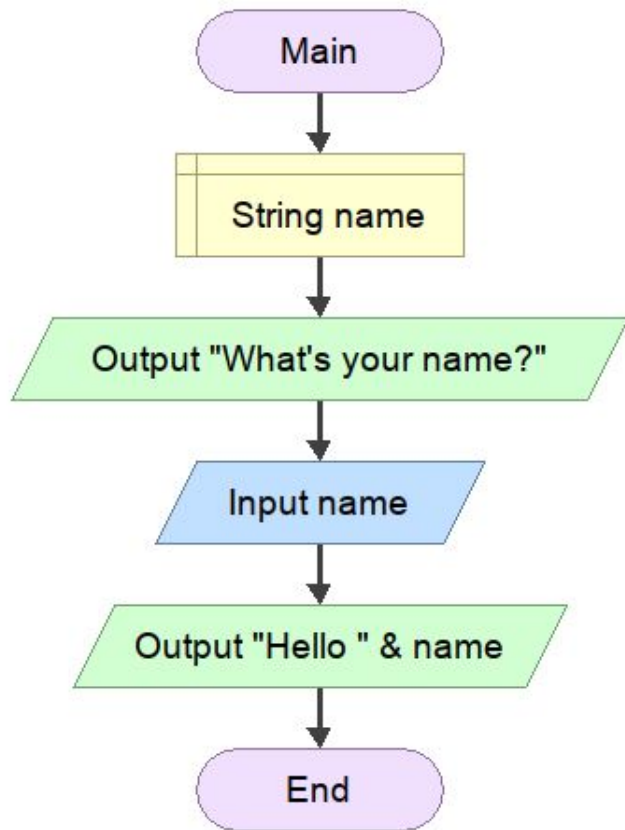 Main
String name
Output "What's your name?"
Input name
Output "Hello " & name
End